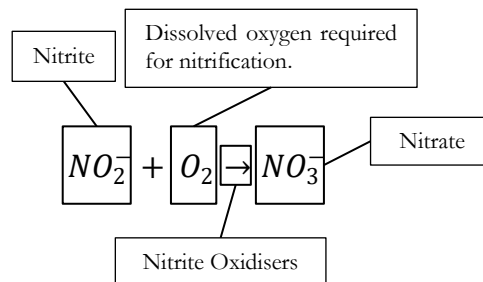 Dissolved oxygen required
for nitrification.
Nitrite
NO₂⁻ + O₂ → NO₃⁻
Nitrate
Nitrite Oxidisers